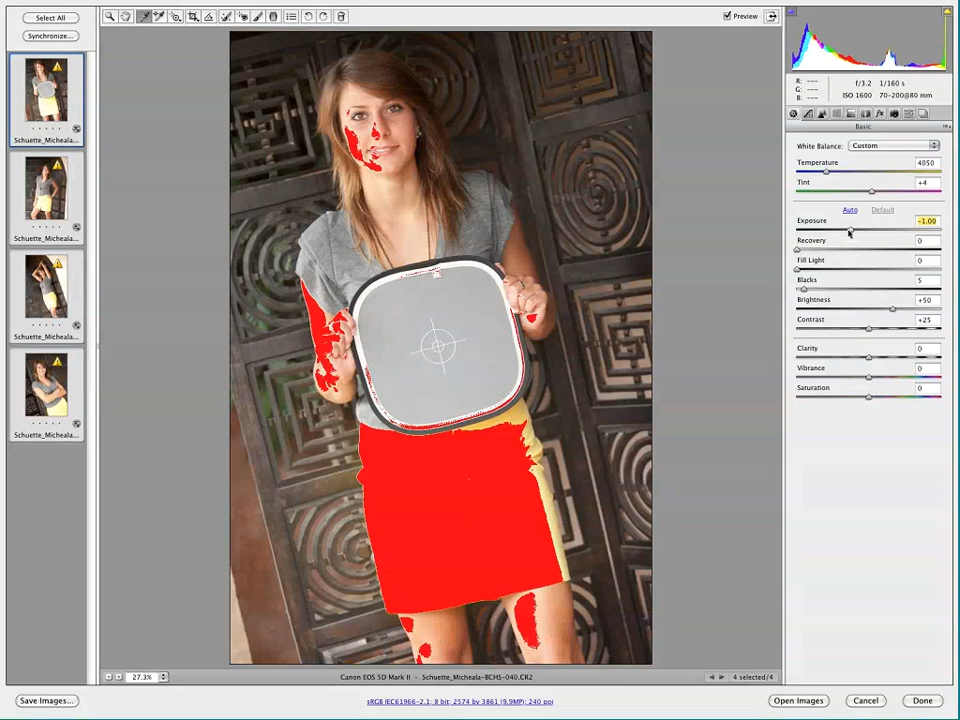 Select All
Synchronize...
Schuette_Micheala...
Schuette_Micheala...
Schuette_Micheala...
Schuette_Micheala...
Preview
R: ---
G: ---
B: ---
f/3.2 1/160 s
ISO 1600 70-200@80 mm
Basic
White Balance: Custom
Temperature 4050
Tint +4
Auto Default
Exposure -1.00
Recovery 0
Fill Light 0
Blacks 5
Brightness +50
Contrast +25
Clarity 0
Vibrance 0
Saturation 0
27.3%
Canon EOS 5D Mark II - Schuette_Micheala-BCHS-040.CR2
4 selected/4
Save Images...
sRGB IEC61966-2.1; 8 bit; 2574 by 3861 (9.9MP); 240 ppi
Open Images
Cancel
Done